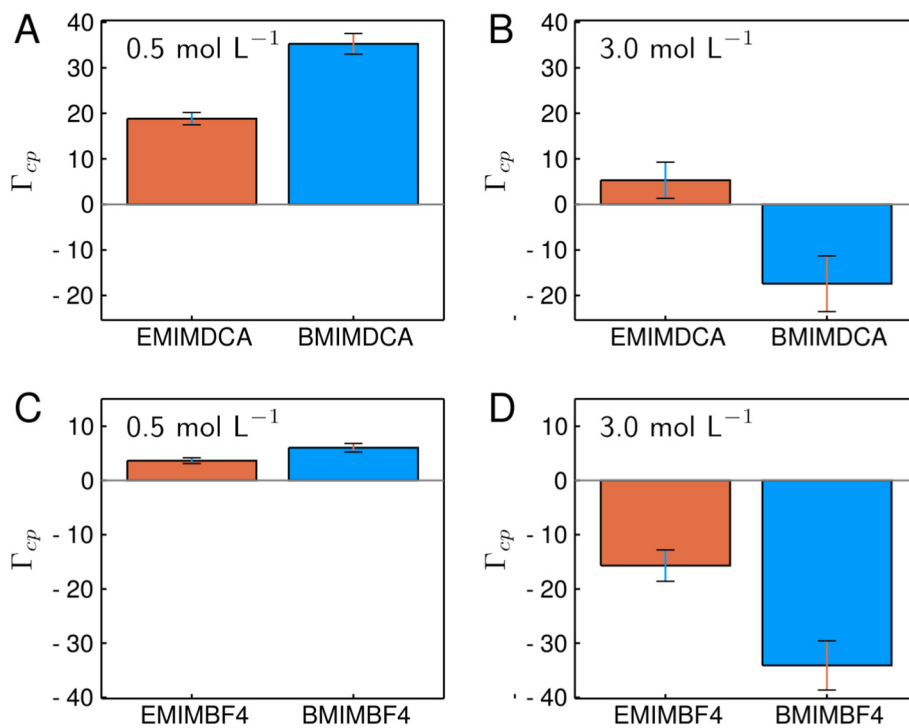 A
0.5 mol L⁻¹
Γcp
40
30
20
10
0
- 10
- 20
EMIMDCA BMIMDCA
B
3.0 mol L⁻¹
Γcp
40
30
20
10
0
- 10
- 20
-
EMIMDCA BMIMDCA
C
0.5 mol L⁻¹
Γcp
10
0
- 10
- 20
- 30
- 40
EMIMBF4 BMIMBF4
D
3.0 mol L⁻¹
Γcp
10
0
- 10
- 20
- 30
- 40
-
EMIMBF4 BMIMBF4